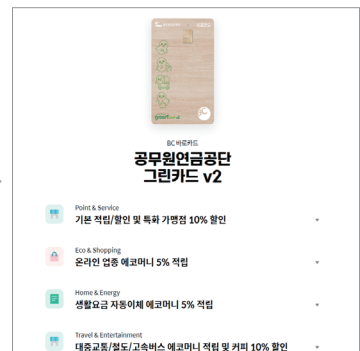 BC 바로카드
공무원연금공단
그린카드 v2
Point & Service
기본 적립/할인 및 특화 가맹점 10% 할인
Eco & Shopping
온라인 업종 에코머니 5% 적립
Home & Energy
생활요금 자동이체 에코머니 5% 적립
Travel & Entertainment
대중교통/철도/고속버스 에코머니 적립 및 커피 10% 할인